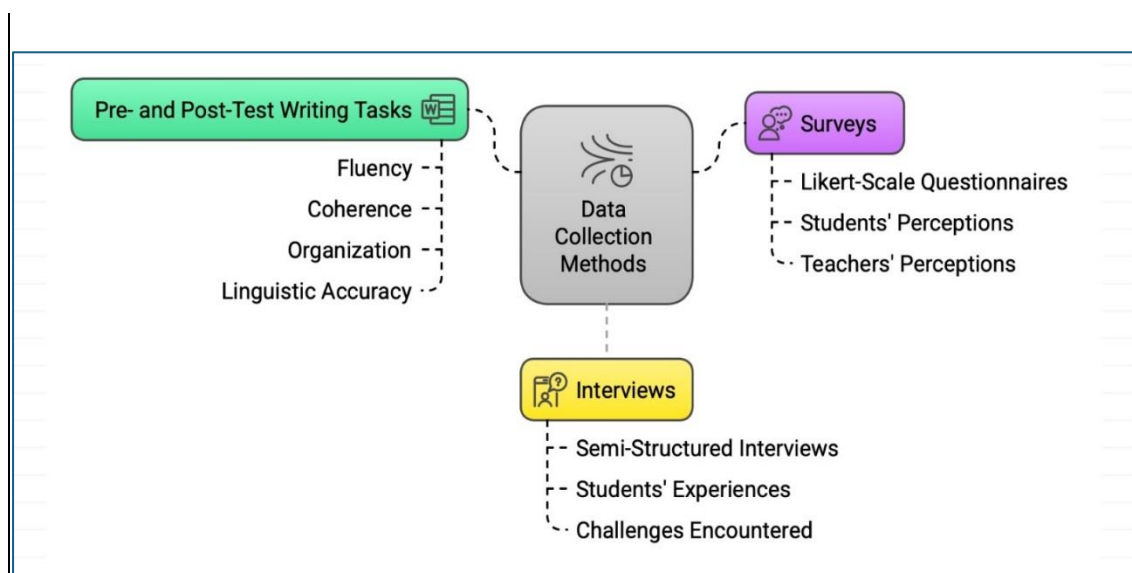 Pre- and Post-Test Writing Tasks
W
Fluency
Coherence
Organization
Linguistic Accuracy
Data
Collection
Methods
Surveys
Likert-Scale Questionnaires
Students' Perceptions
Teachers' Perceptions
?
Interviews
Semi-Structured Interviews
Students' Experiences
Challenges Encountered